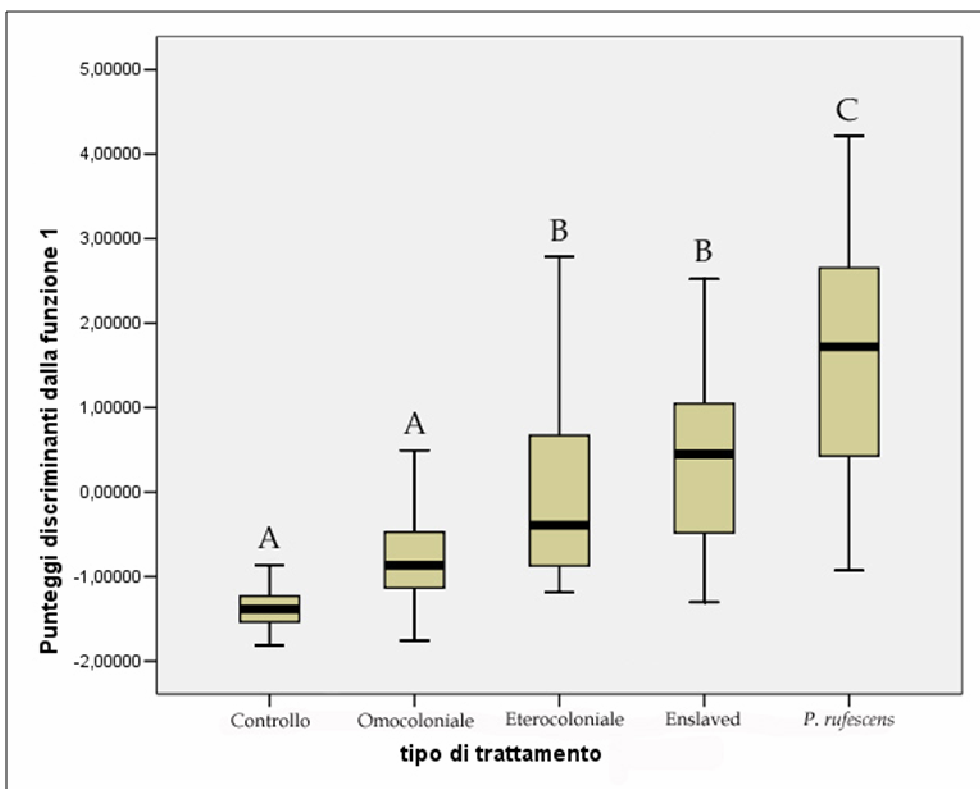 5,00000
4,00000
3,00000
2,00000
1,00000
0,00000
-1,00000
-2,00000
Punteggi discriminanti dalla funzione 1
A
A
B
B
C
Controllo
Omocoloniale
Eterocoloniale
Enslaved
P. rufescens
tipo di trattamento